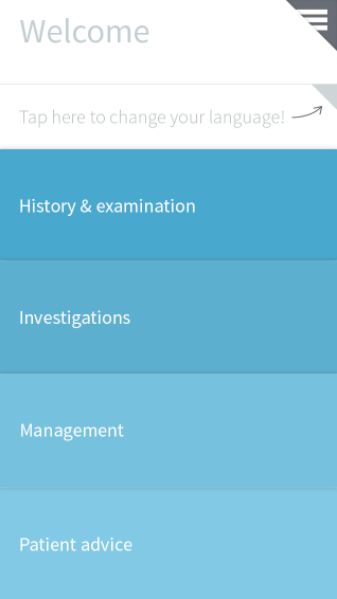 Welcome
Tap here to change your language!
History & examination
Investigations
Management
Patient advice